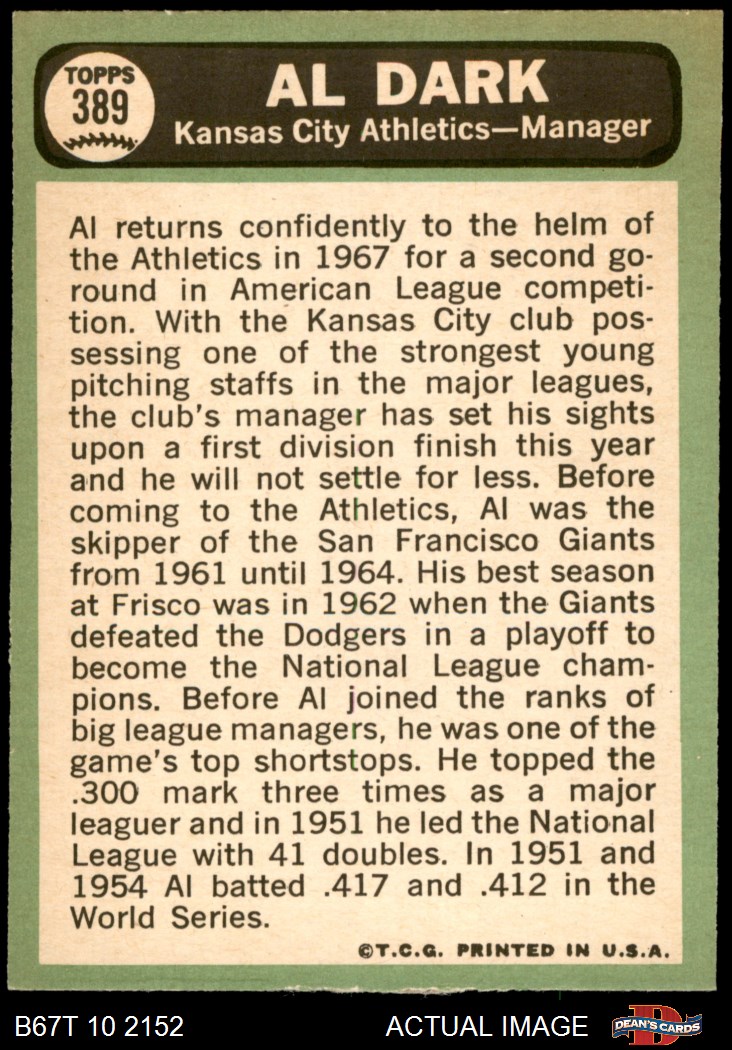 TOPPS
389
AL DARK
Kansas City Athletics—Manager
Al returns confidently to the helm of
the Athletics in 1967 for a second go-
round in American League competi-
tion. With the Kansas City club pos-
sessing one of the strongest young
pitching staffs in the major leagues,
the club's manager has set his sights
upon a first division finish this year
and he will not settle for less. Before
coming to the Athletics, Al was the
skipper of the San Francisco Giants
from 1961 until 1964. His best season
at Frisco was in 1962 when the Giants
defeated the Dodgers in a playoff to
become the National League cham-
pions. Before Al joined the ranks of
big league managers, he was one of the
game's top shortstops. He topped the
.300 mark three times as a major
leaguer and in 1951 he led the National
League with 41 doubles. In 1951 and
1954 Al batted .417 and .412 in the
World Series.
©T.C.G. PRINTED IN U.S.A.
B67T 10 2152
ACTUAL IMAGE
D
DEAN'S CARDS